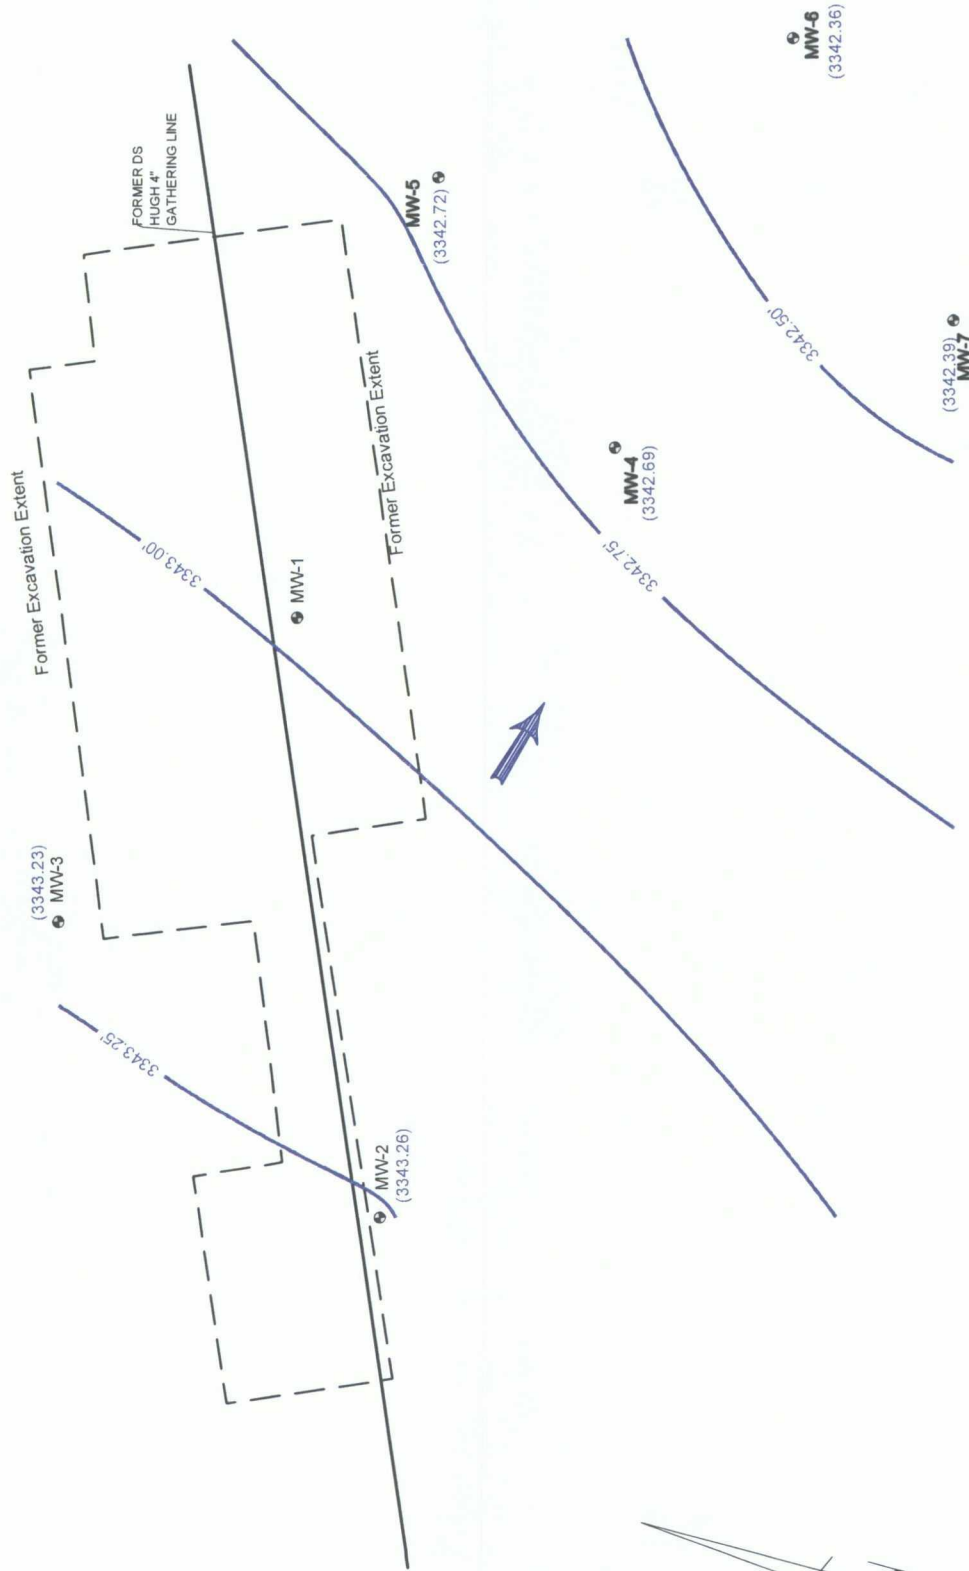 MW-6
(3342.36)
FORMER DS
HUGH 4"
GATHERING LINE
MW-5
(3342.72)
3342.50'
(3342.39)
MW-7
Former Excavation Extent
Former Excavation Extent
MW-4
(3342.69)
3343.00'
3342.75'
MW-1
(3343.23)
MW-3
3343.25'
MW-2
(3343.26)